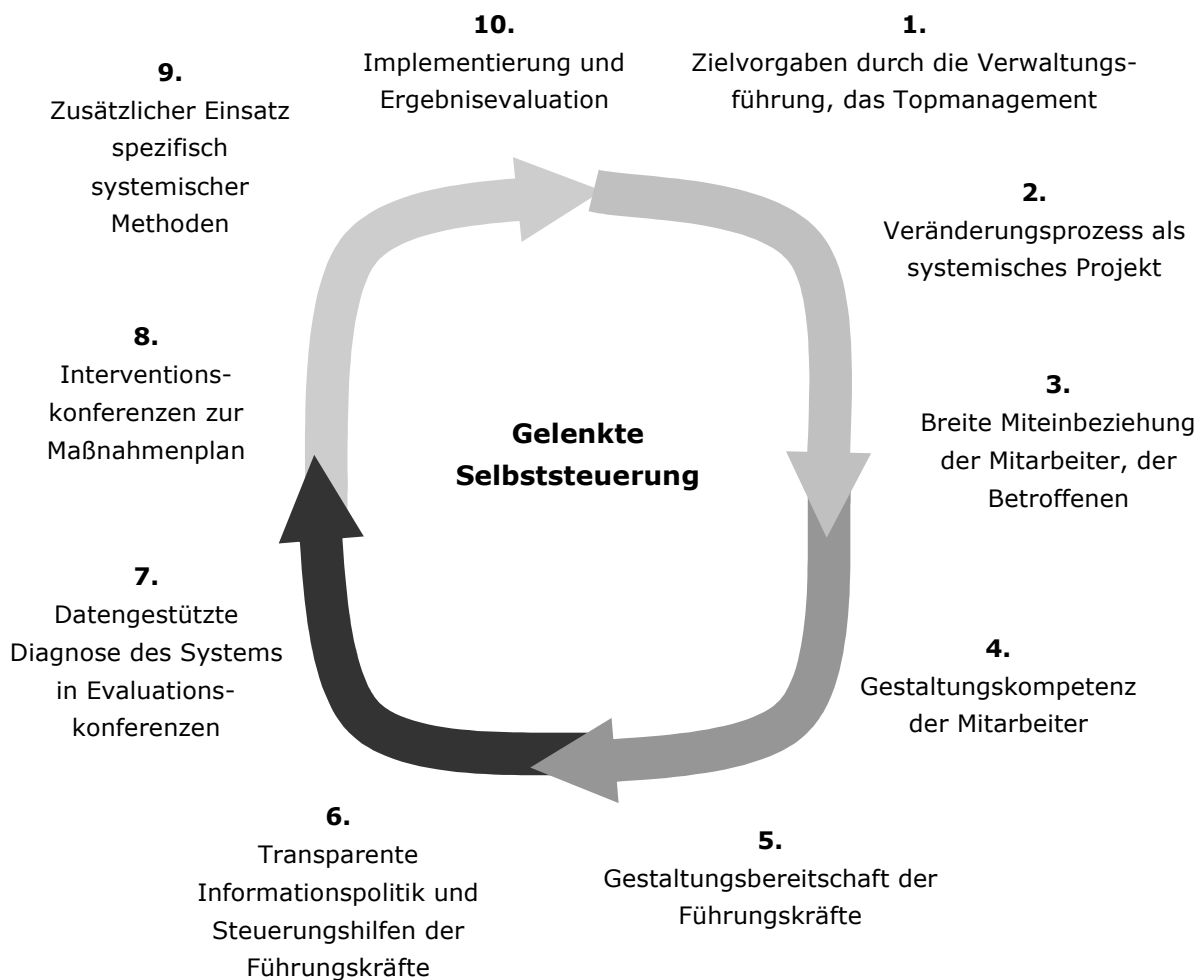 10.
Implementierung und
Ergebnisevaluation
1.
Zielvorgaben durch die Verwaltungs-
führung, das Topmanagement
2.
Veränderungsprozess als
systemisches Projekt
3.
Breite Miteinbeziehung
der Mitarbeiter, der
Betroffenen
4.
Gestaltungskompetenz
der Mitarbeiter
5.
Gestaltungsbereitschaft der
Führungskräfte
6.
Transparente
Informationspolitik und
Steuerungshilfen der
Führungskräfte
7.
Datengestützte
Diagnose des Systems
in Evaluations-
konferenzen
8.
Interventions-
konferenzen zur
Maßnahmenplan
9.
Zusätzlicher Einsatz
spezifisch
systemischer
Methoden
Gelenkte
Selbststeuerung